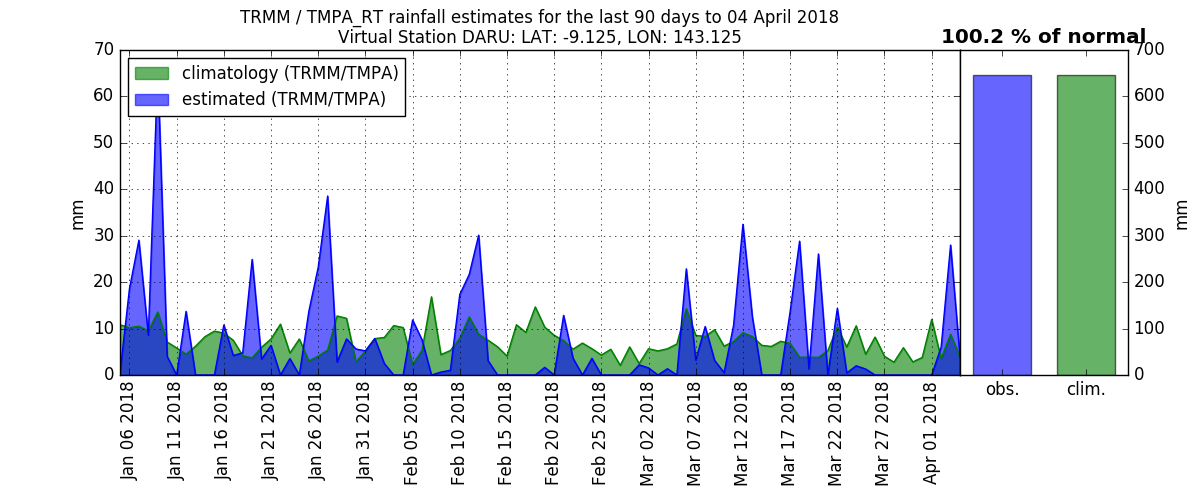 TRMM / TMPA_RT rainfall estimates for the last 90 days to 04 April 2018
Virtual Station DARU: LAT: -9.125, LON: 143.125
100.2 % of normal
climatology (TRMM/TMPA)
estimated (TRMM/TMPA)
mm
70
60
50
40
30
20
10
0
Jan 06 2018
Jan 11 2018
Jan 16 2018
Jan 21 2018
Jan 26 2018
Jan 31 2018
Feb 05 2018
Feb 10 2018
Feb 15 2018
Feb 20 2018
Feb 25 2018
Mar 02 2018
Mar 07 2018
Mar 12 2018
Mar 17 2018
Mar 22 2018
Mar 27 2018
Apr 01 2018
700
600
500
400
300
200
100
0
mm
obs.
clim.